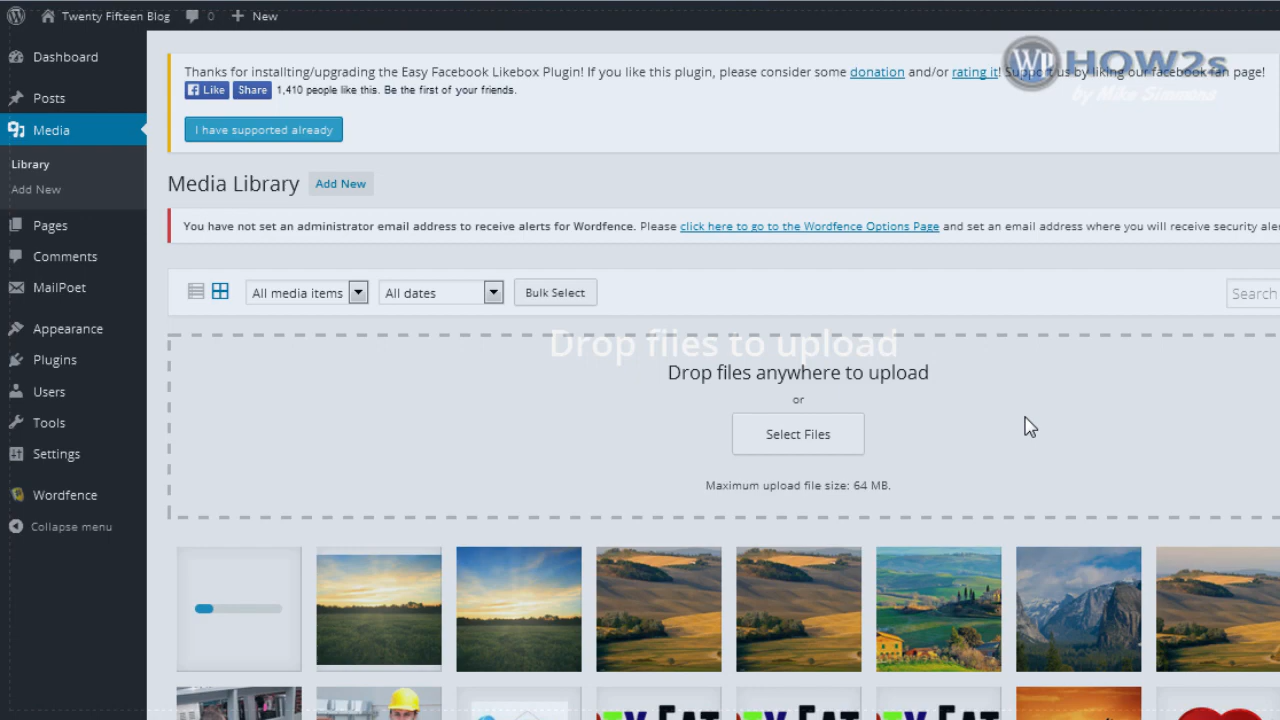 Twenty Fifteen Blog 0 New
Dashboard
Posts
Media
Library
Add New
Pages
Comments
MailPoet
Appearance
Plugins
Users
Tools
Settings
Wordfence
Collapse menu
WP HOW2s
by Mike Simmons
Thanks for installting/upgrading the Easy Facebook Likebox Plugin! If you like this plugin, please consider some donation and/or rating it! Support us by liking our facebook fan page!
Like Share 1,410 people like this. Be the first of your friends.
I have supported already
Media Library Add New
You have not set an administrator email address to receive alerts for Wordfence. Please click here to go to the Wordfence Options Page and set an email address where you will receive security
All media items All dates Bulk Select Search
Drop files to upload
Drop files anywhere to upload
or
Select Files
Maximum upload file size: 64 MB.